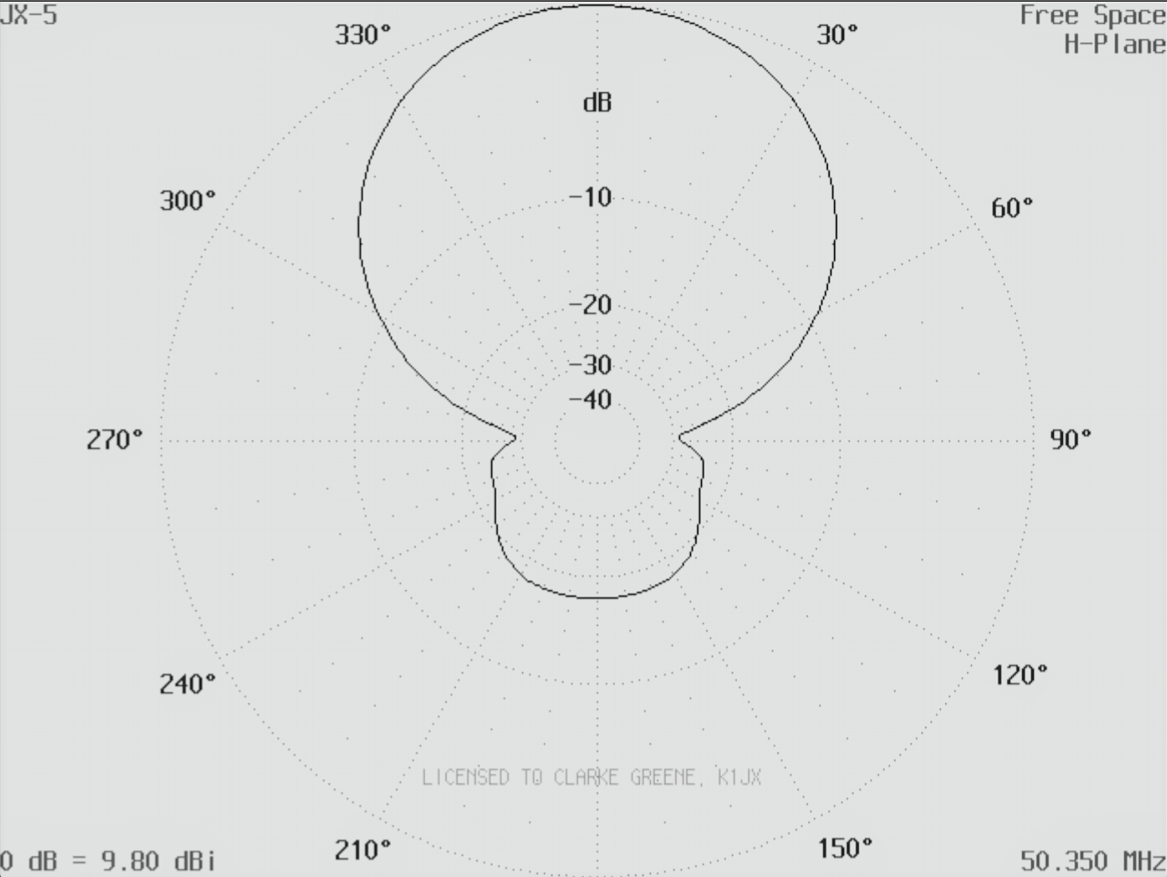 JX-5
Free Space
H-Plane
330°
30°
dB
-10
300°
60°
-20
-30
-40
270°
90°
240°
120°
LICENSED TO CLARKE GREENE, K1JX
210°
150°
0 dB = 9.80 dBi
50.350 MHz